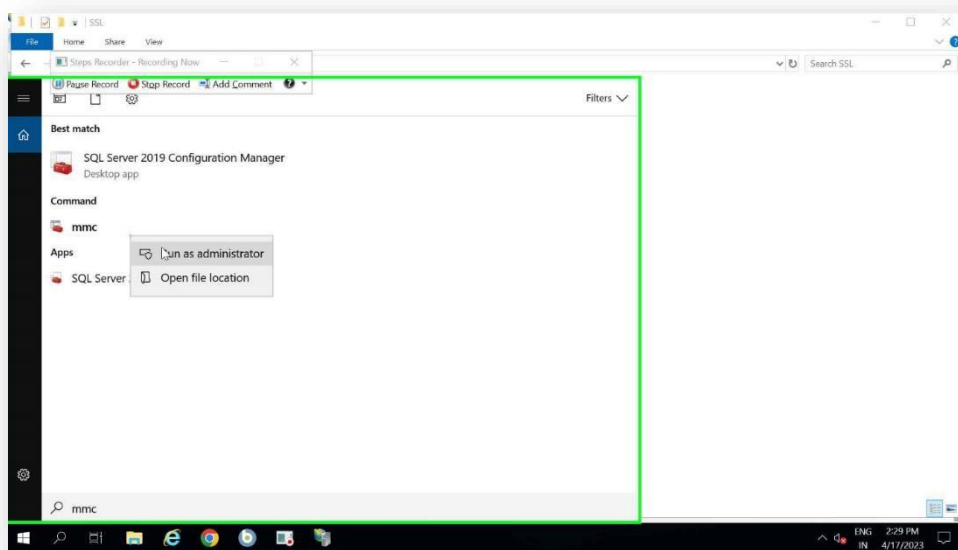 SSL
File Home Share View
Steps Recorder - Recording Now
Search SSL
Pause Record Stop Record Add Comment
Filters
Best match
SQL Server 2019 Configuration Manager
Desktop app
Command
mmc
Apps
Run as administrator
SQL Server
Open file location
mmc
ENG 2:29 PM
IN 4/17/2023